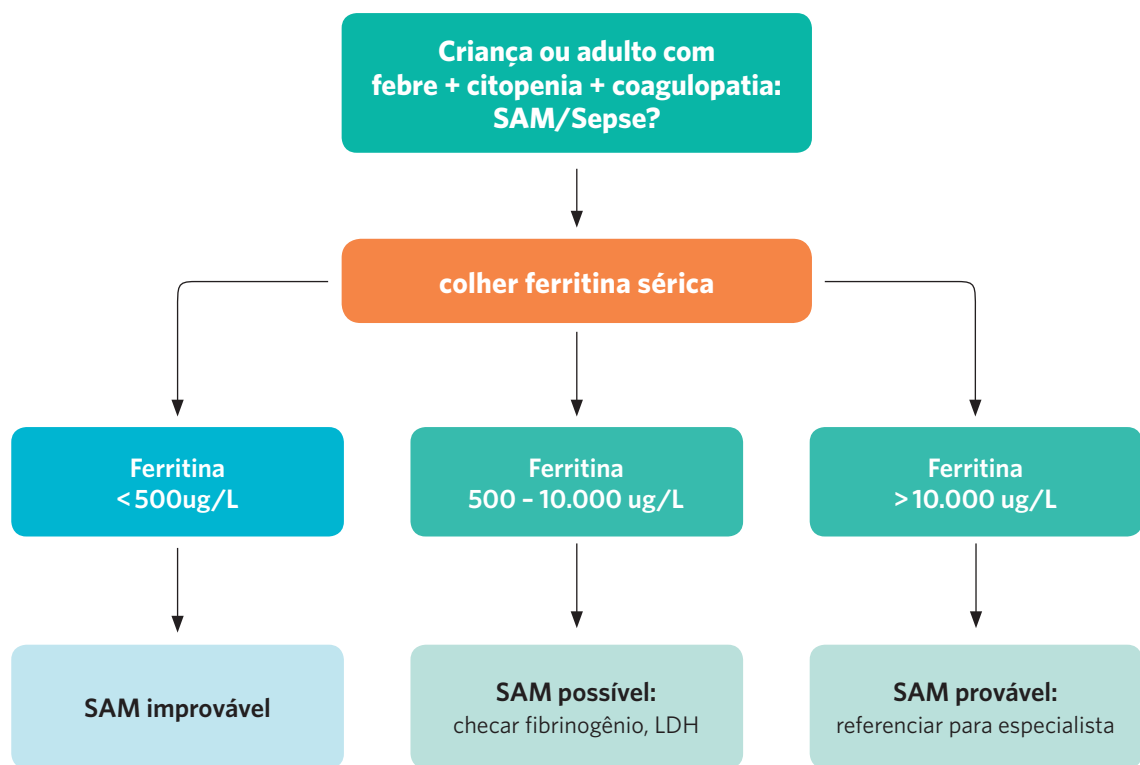 Criança ou adulto com
febre + citopenia + coagulopatia:
SAM/Sepse?
colher ferritina sérica
Ferritina
<500ug/L
Ferritina
500 – 10.000 ug/L
Ferritina
>10.000 ug/L
SAM improvável
SAM possível:
checar fibrinogênio, LDH
SAM provável:
referenciar para especialista